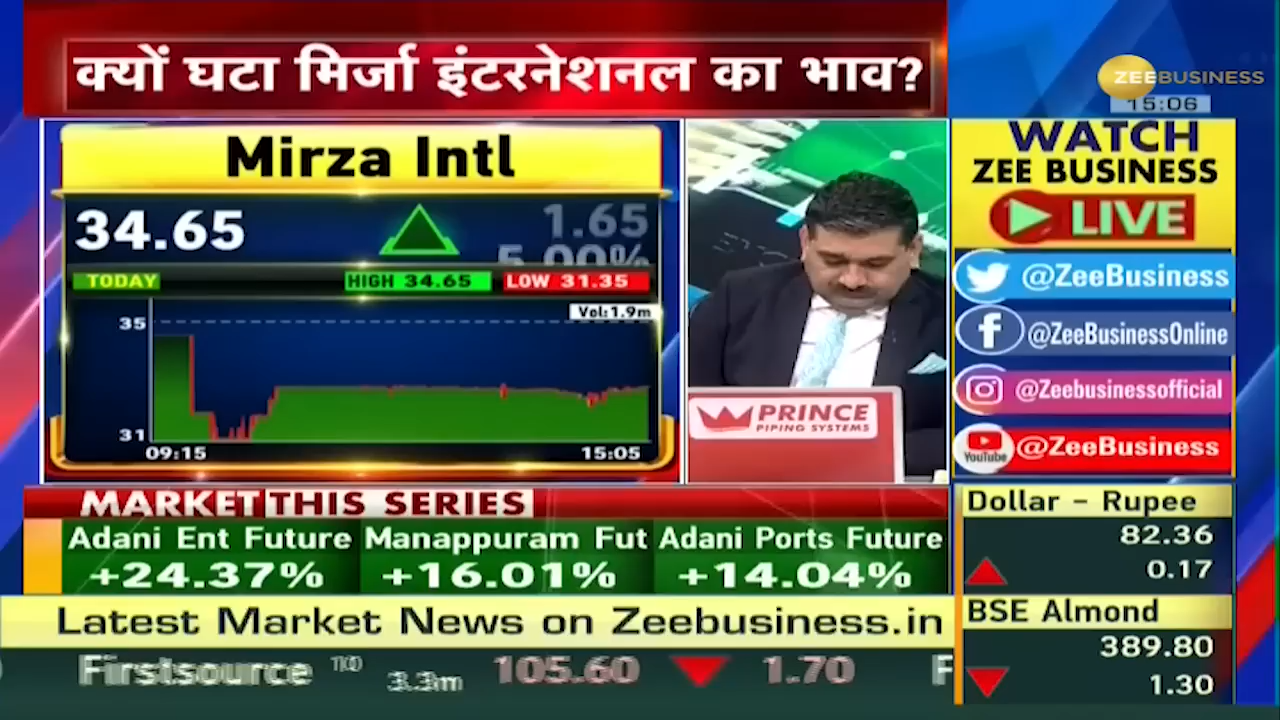 क्यों घटा मिर्जा इंटरनेशनल का भाव?
ZEEBUSINESS
15:06
Mirza Intl
34.65
1.65
5.00%
TODAY
HIGH 34.65
LOW 31.35
Vol:1.9m
35
31
09:15
15:05
PRINCE
PIPING SYSTEMS
WATCH
ZEE BUSINESS
LIVE
@ZeeBusiness
@ZeeBusinessOnline
@Zeebusinessofficial
YouTube @ZeeBusiness
MARKET THIS SERIES
Adani Ent Future
+24.37%
Manappuram Fut
+16.01%
Adani Ports Future
+14.04%
Dollar - Rupee
82.36
0.17
BSE Almond
389.80
1.30
Latest Market News on Zeebusiness.in
Firstsource 3.3m 105.60 1.70 F